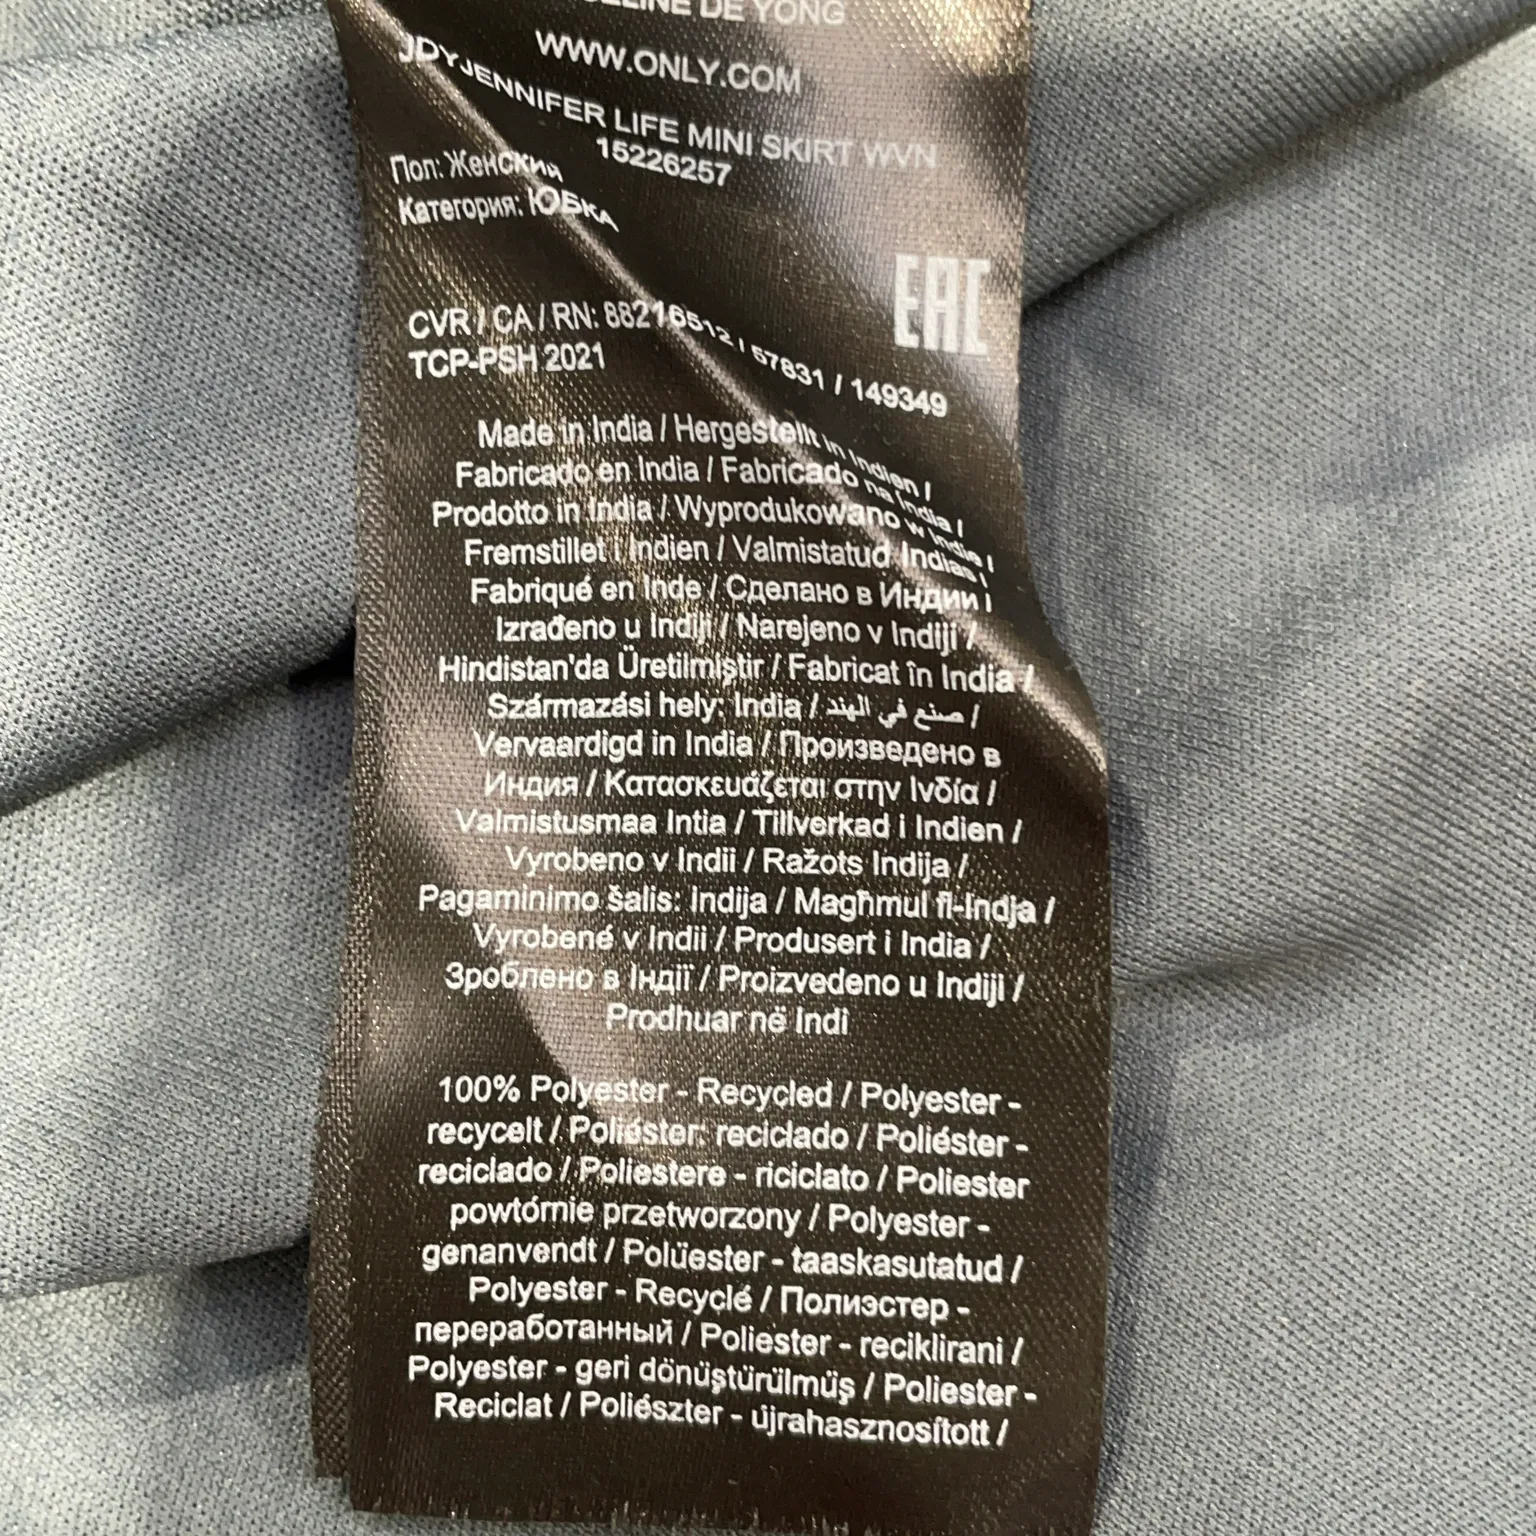 DE YONG
WWW.ONLY.COM
JDYJENNIFER LIFE MINI SKIRT WVN
15226257
Пол: Женский
Категория: ЮБКА
EAC
CVR / CA / RN: 88216512 / 57831 / 149349
TCP-PSH 2021
Made in India / Hergestellt in Indien /
Fabricado en India / Fabricado na India /
Prodotto in India / Wyprodukowano w Indie /
Fremstillet i Indien / Valmistatud Indias /
Fabriqué en Inde / Сделано в Индии /
Izrađeno u Indiji / Narejeno v Indiji /
Hindistan'da Üretilmiştir / Fabricat în India /
Származási hely: India / صنع في الهند /
Vervaardigd in India / Произведено в
Индия / Κατασκευάζεται στην Ινδία /
Valmistusmaa Intia / Tillverkad i Indien /
Vyrobeno v Indii / Ražots Indija /
Pagaminimo šalis: Indija / Magħmul fl-Indja /
Vyrobené v Indii / Produsert i India /
Зроблено в Індії / Proizvedeno u Indiji /
Prodhuar në Indi
100% Polyester - Recycled / Polyester -
recycelt / Poliéster: reciclado / Poliéster -
reciclado / Poliestere - riciclato / Poliester
powtórnie przetworzony / Polyester -
genanvendt / Polüester - taaskasutatud /
Polyester - Recyclé / Полиэстер -
переработанный / Poliester - reciklirani /
Polyester - geri dönüştürülmüş / Poliester -
Reciclat / Poliészter - újrahasznosított /